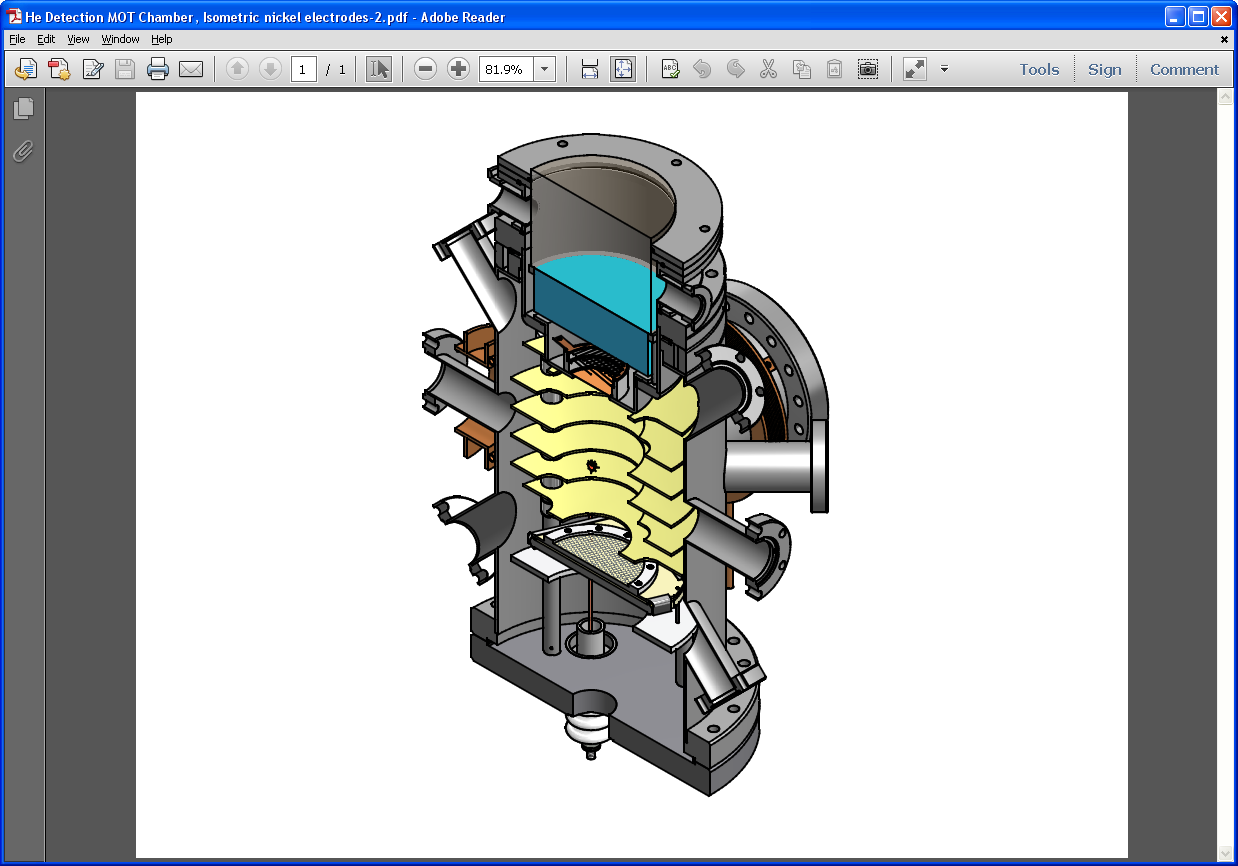 He Detection MOT Chamber, Isometric nickel electrodes-2.pdf - Adobe Reader
File Edit View Window Help
1 / 1 81.9% Tools Sign Comment